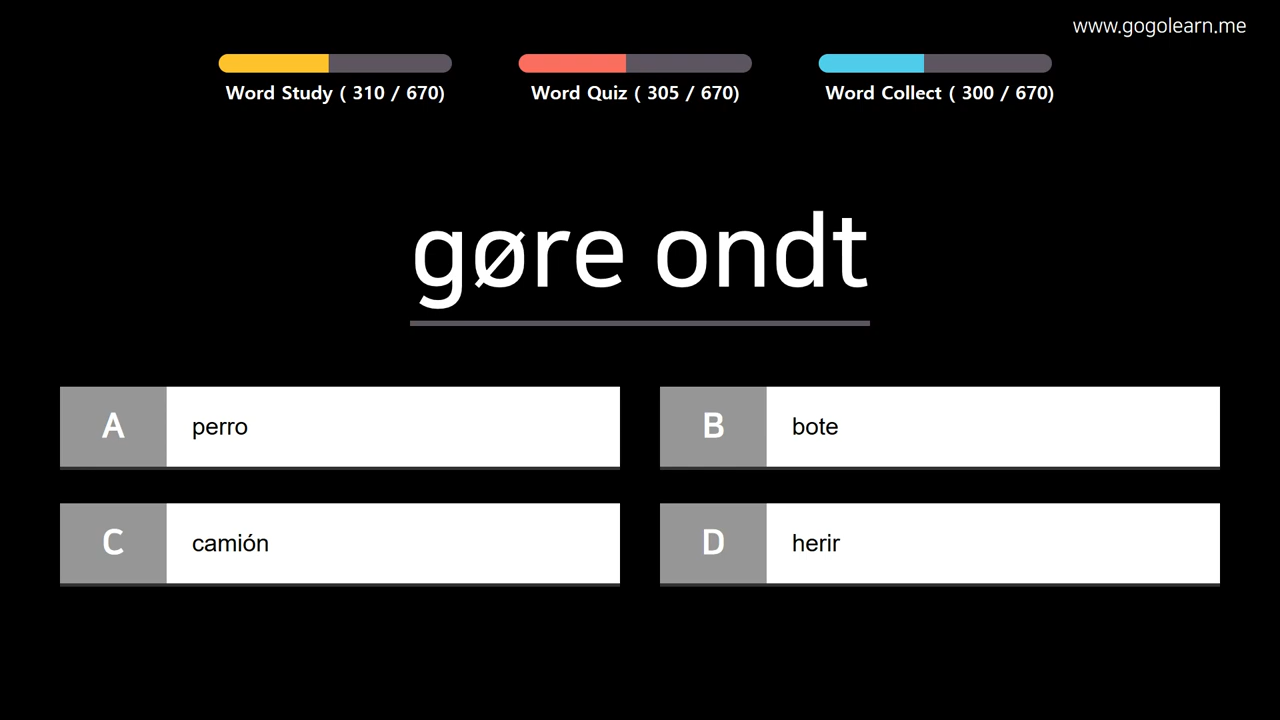 www.gogolearn.me
Word Study ( 310 / 670)
Word Quiz ( 305 / 670)
Word Collect ( 300 / 670)
gøre ondt
A perro
B bote
C camión
D herir